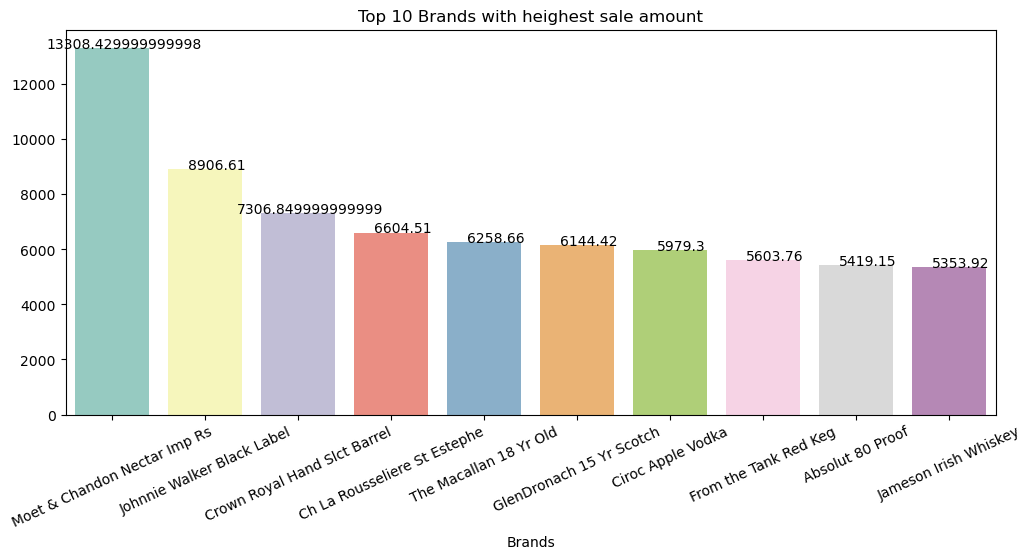 Top 10 Brands with heighest sale amount
13308.429999999998
12000
10000
8906.61
8000
7306.849999999999
6604.51
6258.66
6144.42
5979.3
6000
5603.76
5419.15
5353.92
4000
2000
0
Moet & Chandon Nectar Imp Rs
Johnnie Walker Black Label
Crown Royal Hand Slct Barrel
Ch La Rousseliere St Estephe
The Macallan 18 Yr Old
GlenDronach 15 Yr Scotch
Ciroc Apple Vodka
From the Tank Red Keg
Absolut 80 Proof
Jameson Irish Whiskey
Brands